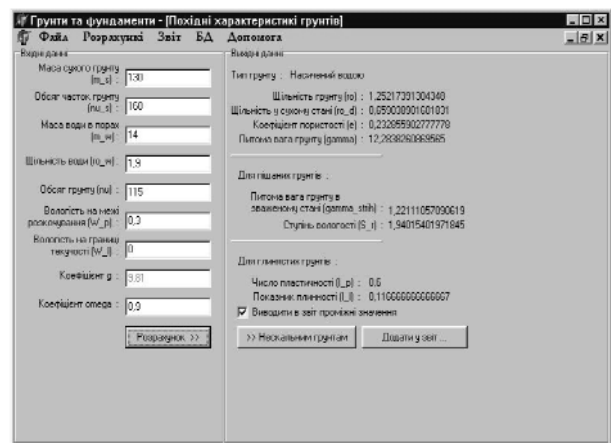 Грунти та фундаменти - [Похідні характеристикі грунтів]
Файл Розрахункі Звіт БД Допомога
Вхідні данні
Маса сухого грунту (m_s) : 130
Обсяг часток грунту (nu_s) : 160
Маса води в порах (m_w) : 14
Щільність води (ro_w) : 1,9
Обсяг грунту (nu) : 115
Вологість на межі розкочування (W_p) : 0,3
Вологість на границі текучості (W_l) : 0
Коефіцієнт g : 9.81
Коефіцієнт omega : 0,9
Розрахунок >>
Вихідні данні
Тип грунту : Насичений водою
Щільність грунту (ro) : 1,25217391304348
Щільність у сухому стані (ro_d) :
Коефіцієнт пористості (e) : 0,232855902777778
Питома вага грунту (gamma) : 12,2838260869565
Для піщаних грунтів :
Питома вага грунту в
зваженому стані (gamma_strih) : 1,22111057090619
Ступінь вологості (S_r) : 1,94015401971845
Для глинистих грунтів :
Число пластичності (I_p) : 0,6
Показник плинності (I_l) : 0,116666666666667
Виводити в звіт проміжні значення
>> Нескальним грунтам
Додати у звіт ...